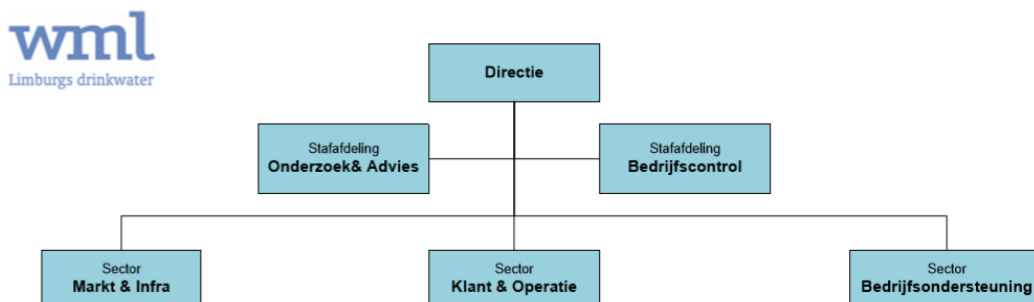 wml
Limburgs drinkwater
Directie
Stafafdeling
Onderzoek& Advies
Stafafdeling
Bedrijfscontrol
Sector
Markt & Infra
Sector
Klant & Operatie
Sector
Bedrijfsondersteuning